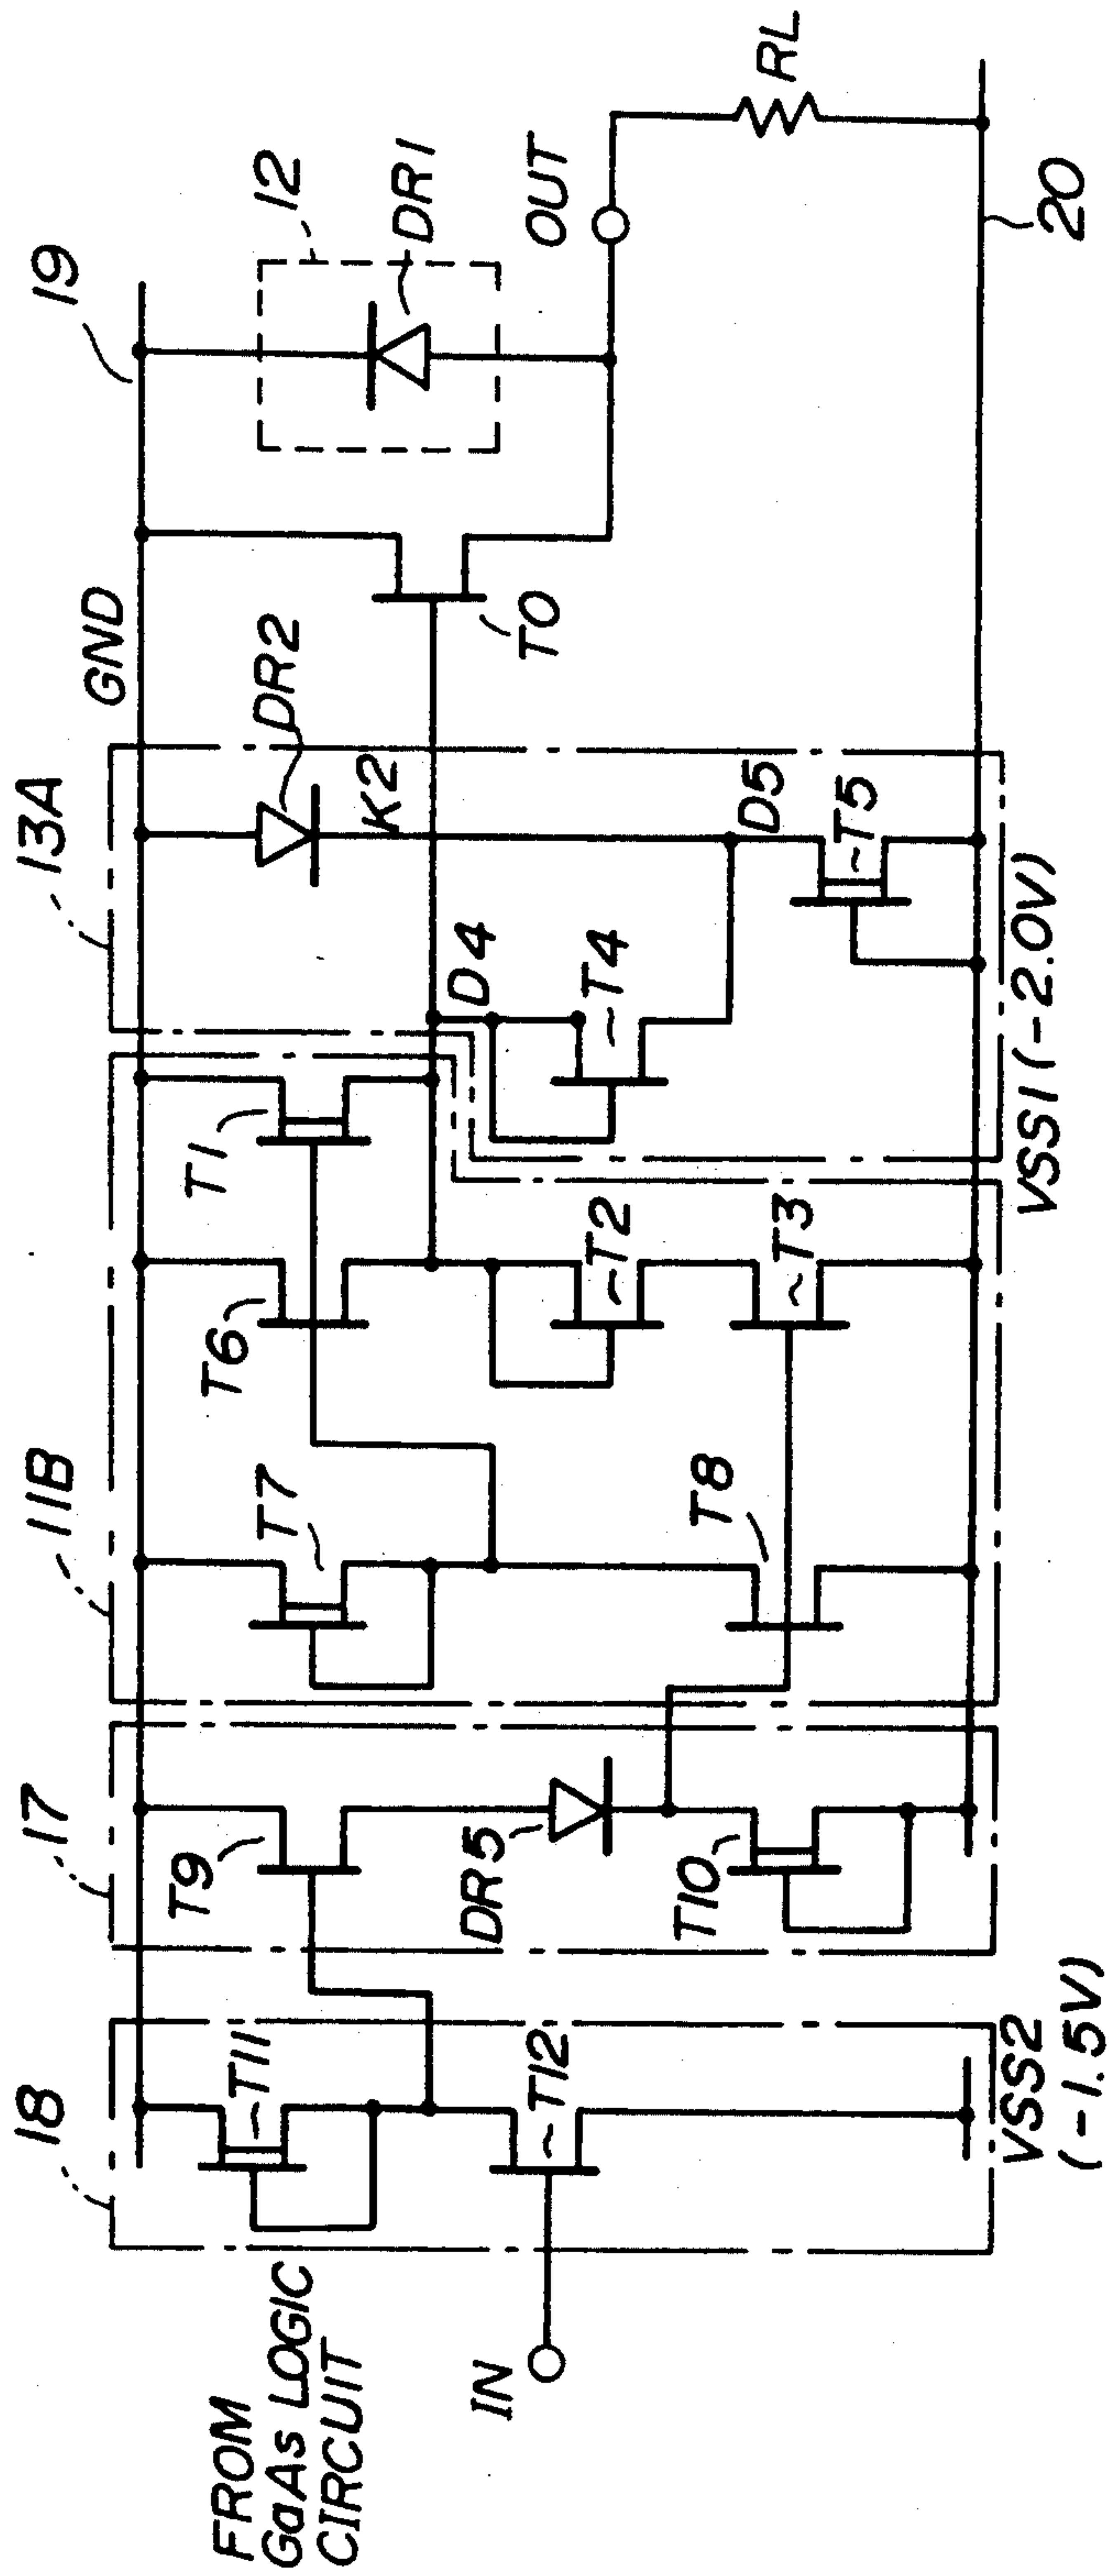 18
17
11B
13A
GND
19
FROM
GaAs LOGIC
CIRCUIT
IN
T11
T12
T9
DR5
T10
T7
T8
T6
T1
T2
T3
D4
T4
DR2
K2
D5
T5
T0
12
DR1
OUT
RL
20
VSS2
(-1.5V)
VSS1(-2.0V)